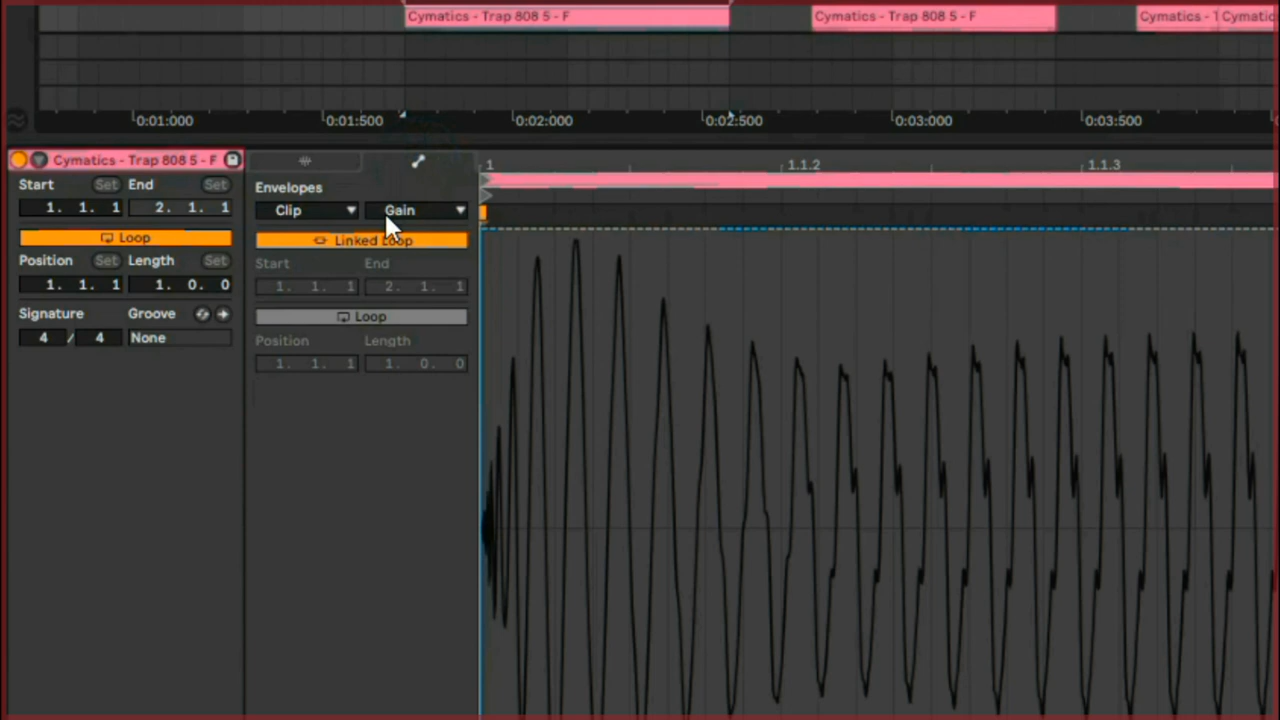 Cymatics - Trap 808 5 - F Cymatics - Trap 808 5 - F Cymatics - T Cymatic
0:01:000 0:01:500 0:02:000 0:02:500 0:03:000 0:03:500
Cymatics - Trap 808 5 - F 1 1.1.2 1.1.3
Start Set End Set Envelopes
1. 1. 1 2. 1. 1 Clip Gain
Loop Linked Loop
Position Set Length Set Start End
1. 1. 1 1. 0. 0 1. 1. 1 2. 1. 1
Signature Groove Loop
4 / 4 None Position Length
1. 1. 1 1. 0. 0